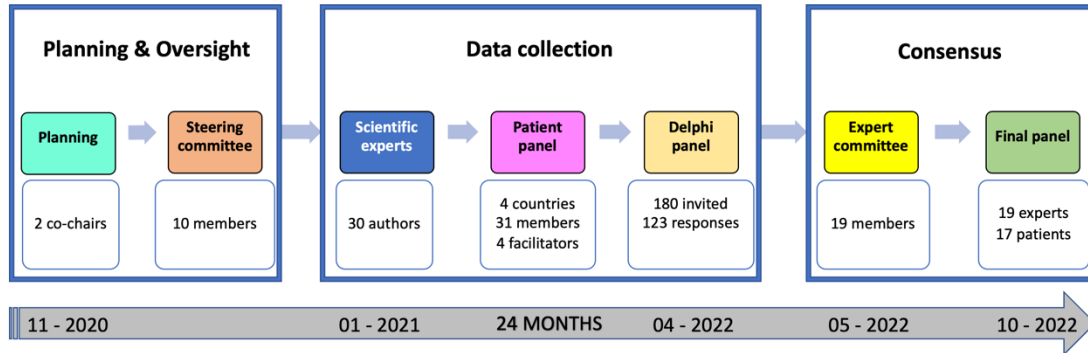 Planning & Oversight
Data collection
Consensus
Planning
Steering
committee
Scientific
experts
Patient
panel
Delphi
panel
Expert
committee
Final panel
2 co-chairs
10 members
30 authors
4 countries
31 members
4 facilitators
180 invited
123 responses
19 members
19 experts
17 patients
11 - 2020
01 - 2021
24 MONTHS
04 - 2022
05 - 2022
10 - 2022